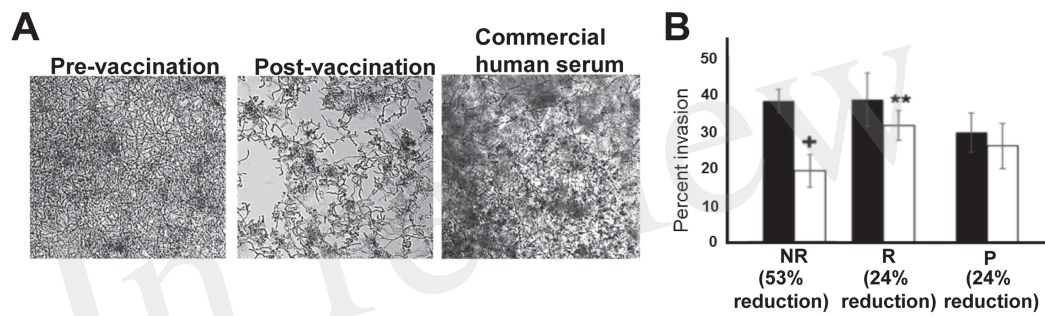 A
Pre-vaccination
Post-vaccination
Commercial
human serum
B
Percent invasion
50
40
30
20
10
0
+
**
NR
(53%
reduction)
R
(24%
reduction)
P
(24%
reduction)
In review